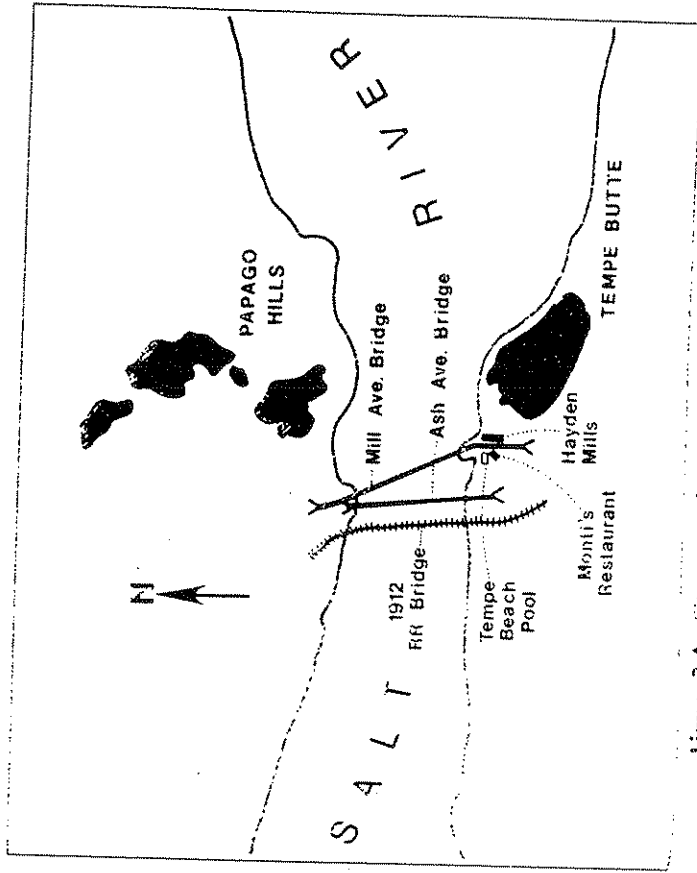 PAPAGO
HILLS
N
Mill Ave. Bridge
Ash Ave. Bridge
1912
RR Bridge
SALT RIVER
Tempe
Beach
Pool
Monti's
Restaurant
Hayden
Mills
TEMPE BUTTE